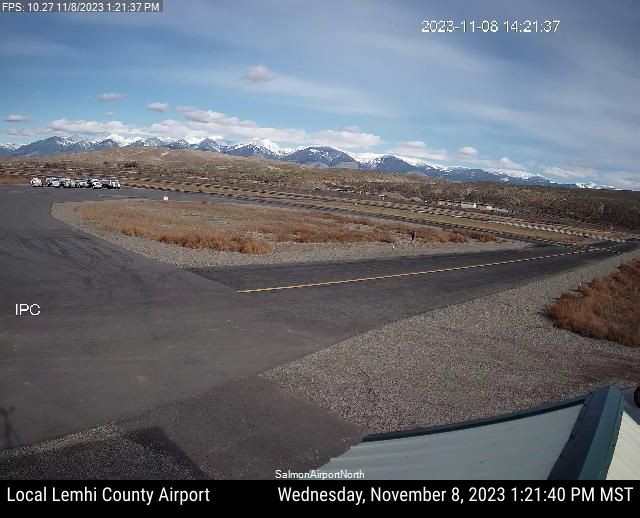 FPS: 10.27 11/8/2023 1:21:37 PM
2023-11-08 14:21:37
IPC
SalmonAirportNorth
Local Lemhi County Airport Wednesday, November 8, 2023 1:21:40 PM MST